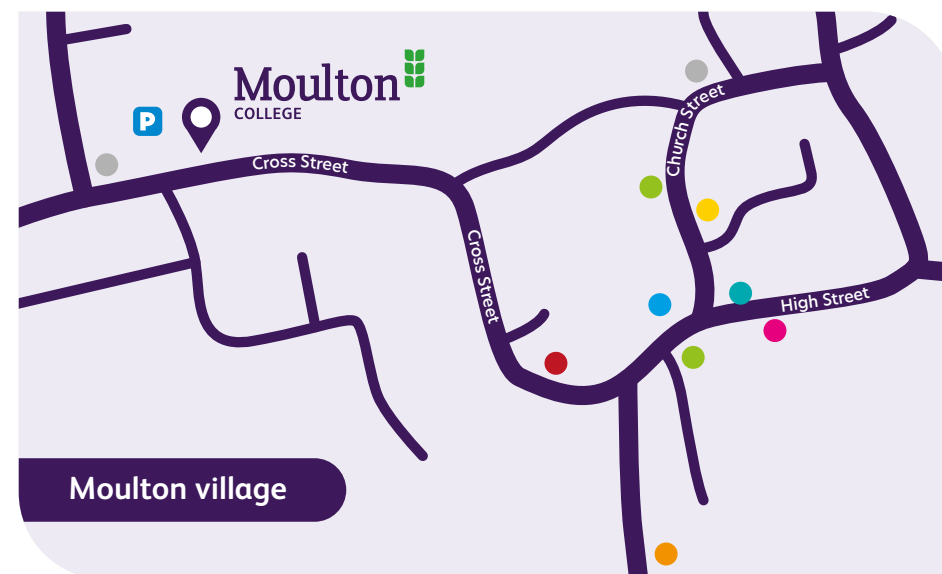 Moulton
COLLEGE
P
Cross Street
Church Street
Cross Street
High Street
Moulton village